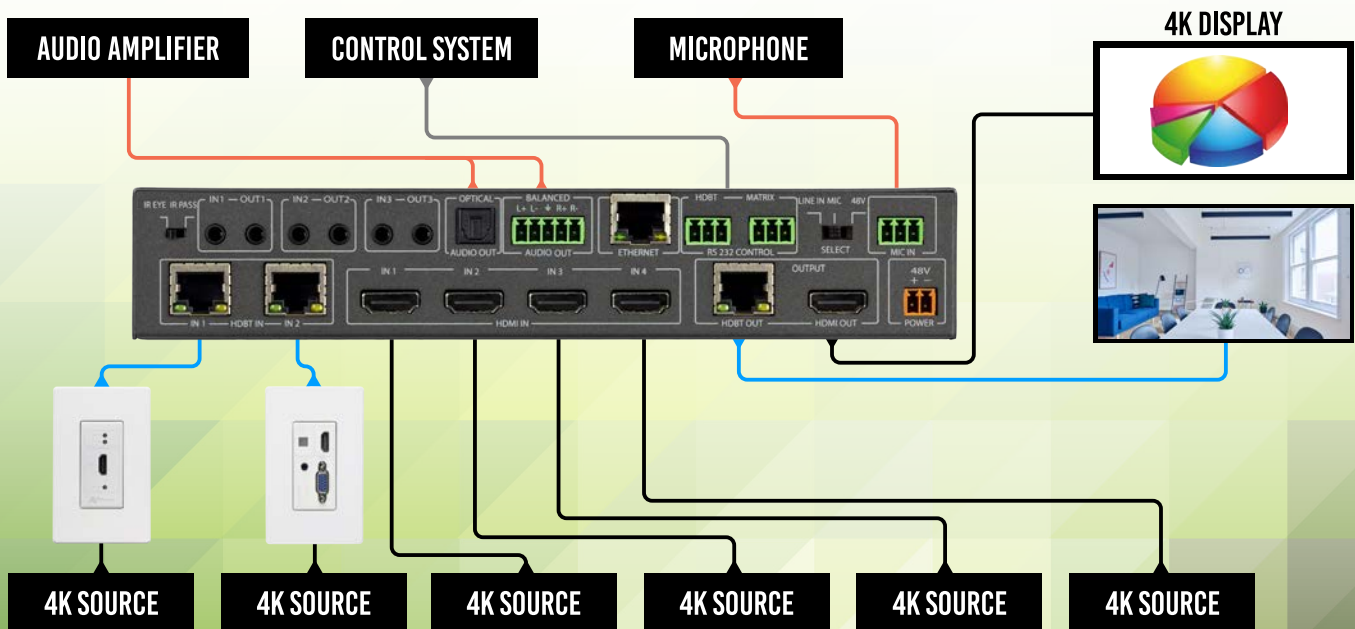 4K DISPLAY
AUDIO AMPLIFIER
CONTROL SYSTEM
MICROPHONE
IR EYE IR PASS
IN1 — OUT1
IN2 — OUT2
IN3 — OUT3
OPTICAL
AUDIO OUT
BALANCED
L+ L- R+ R-
AUDIO OUT
ETHERNET
HDBT — MATRIX
RS 232 CONTROL
LINE IN MIC 48V
SELECT
MIC IN
IN 1 — HDBT IN — IN 2
IN 1
IN 2
IN 3
IN 4
HDMI IN
OUTPUT
HDBT OUT
HDMI OUT
48V
+ −
POWER
4K SOURCE
4K SOURCE
4K SOURCE
4K SOURCE
4K SOURCE
4K SOURCE